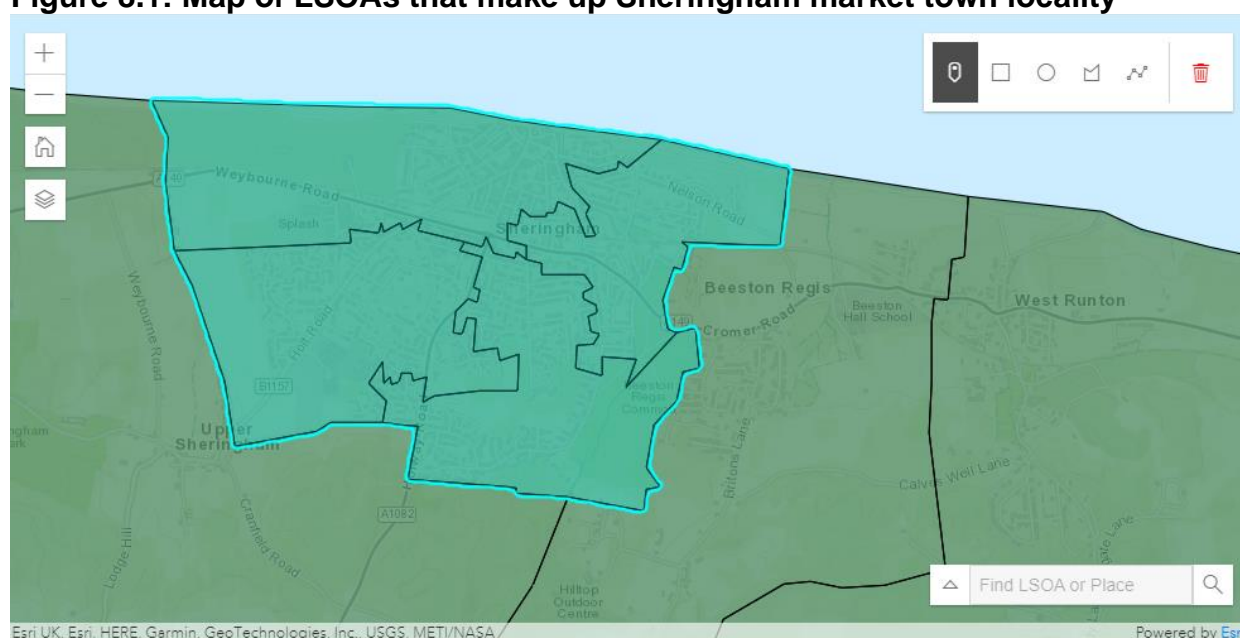 Figure 8.1: Map of LSOAs that make up Sheringham market town locality
Weybourne Road
Nelson Road
Splash
Sheringham
Beeston Regis
Beeston
Hall School
West Runton
Weybourne Road
Holt Road
Cromer Road
B1157
Beeston
Regis
Common
Upper
Sheringham
Britons Lane
Calves Well Lane
A1082
Cranfield Road
Lodge Hill
Hilltop
Outdoor
Centre
Find LSOA or Place
Esri UK, Esri, HERE, Garmin, GeoTechnologies, Inc., USGS, METI/NASA
Powered by Esri